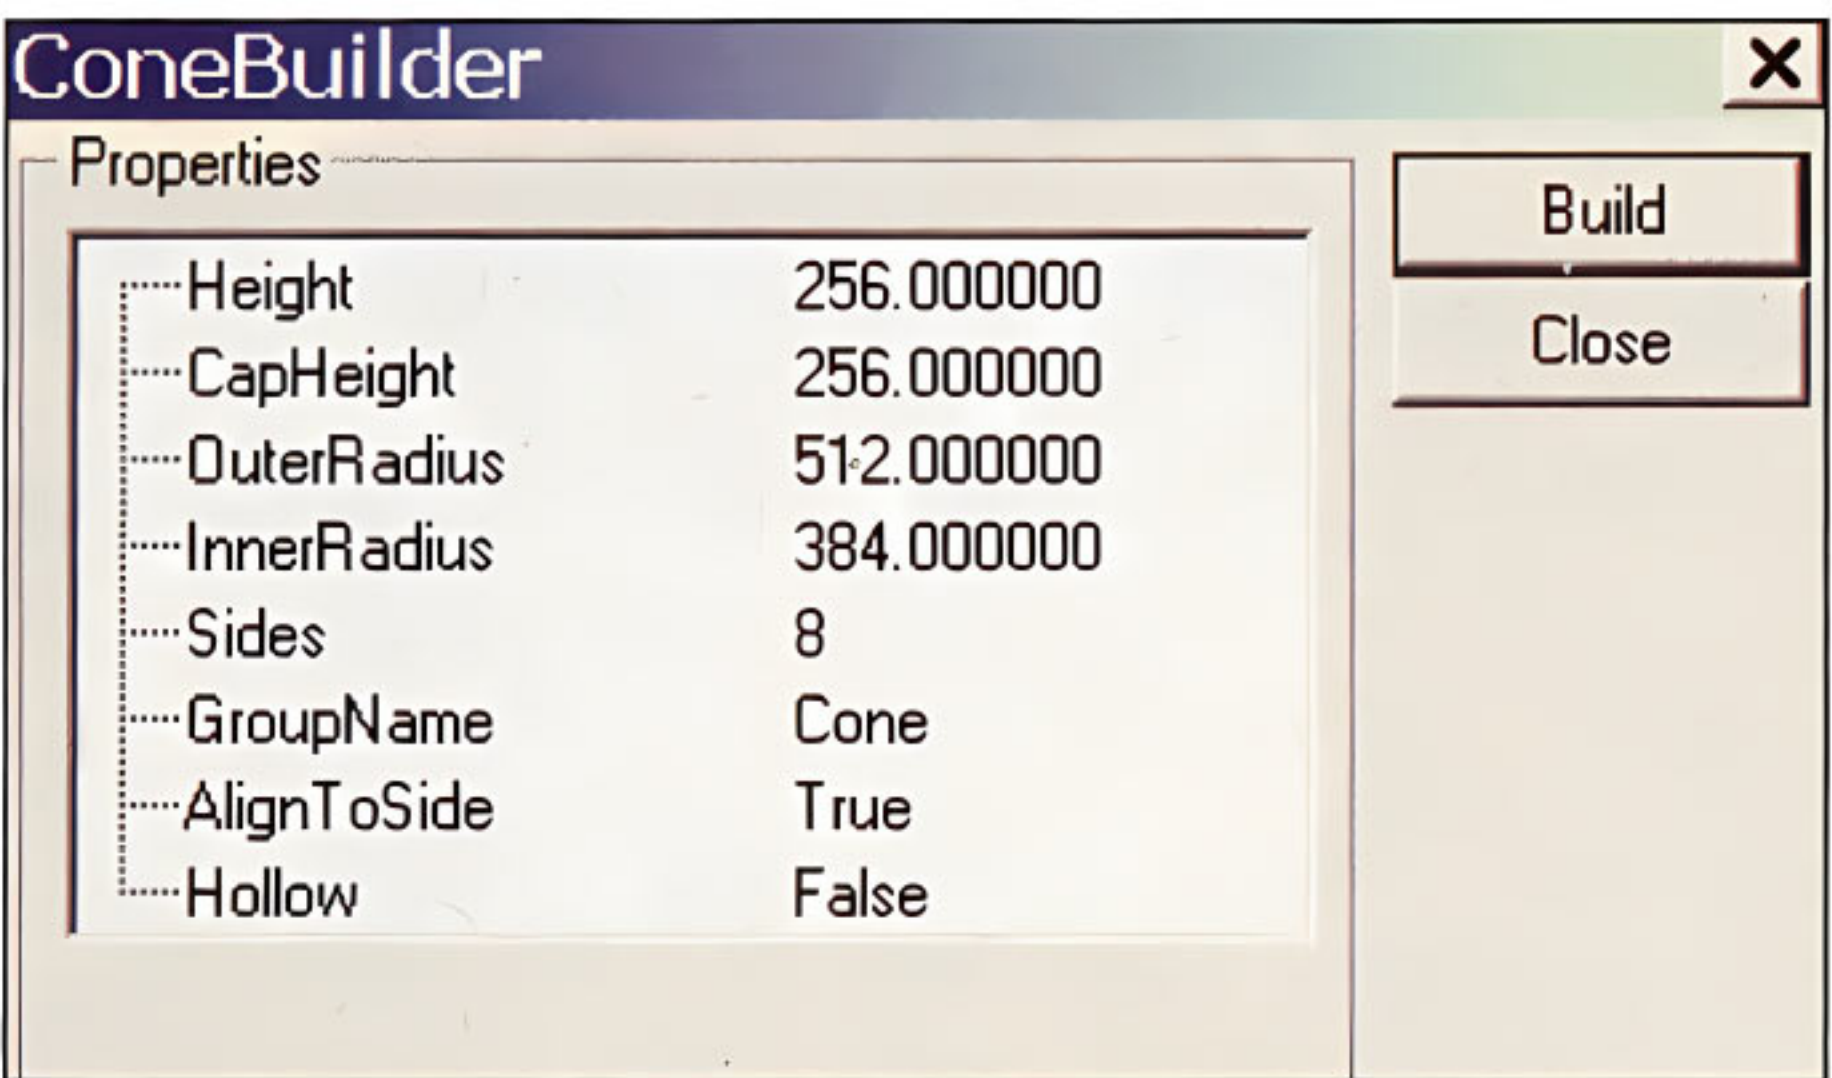 ConeBuilder
Properties
Height 256.000000
CapHeight 256.000000
OuterRadius 512.000000
InnerRadius 384.000000
Sides 8
GroupName Cone
AlignToSide True
Hollow False
Build
Close